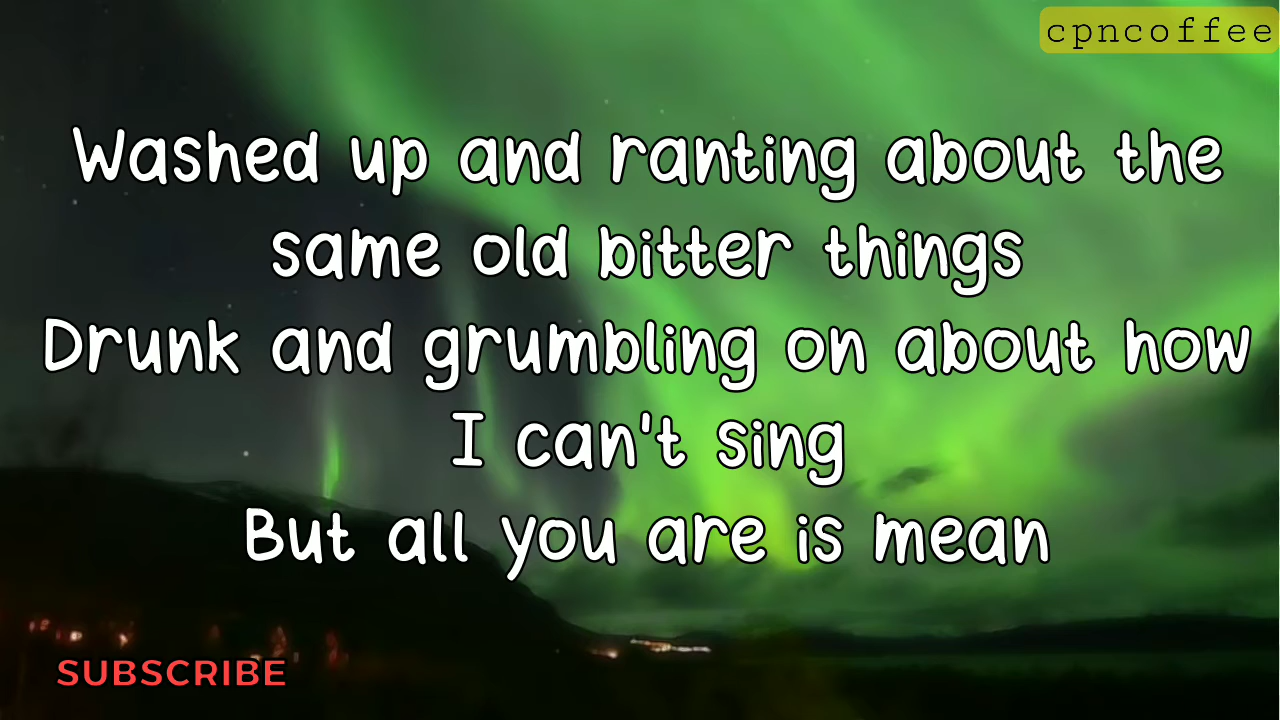 cpncoffee
Washed up and ranting about the
same old bitter things
Drunk and grumbling on about how
I can't sing
But all you are is mean
SUBSCRIBE